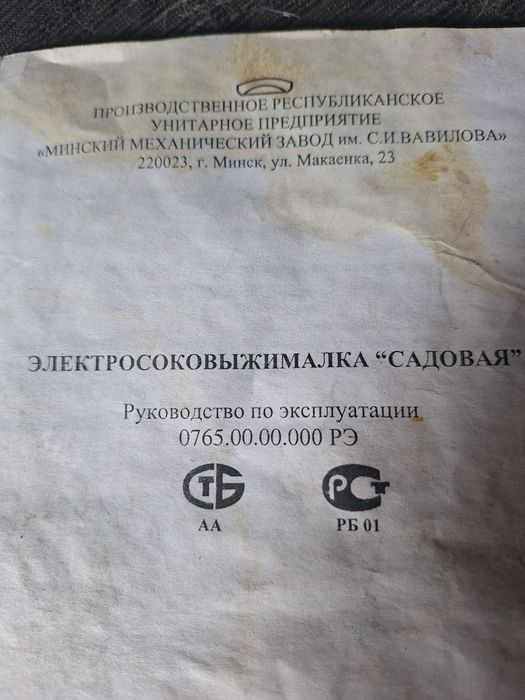 ПРОИЗВОДСТВЕННОЕ РЕСПУБЛИКАНСКОЕ
УНИТАРНОЕ ПРЕДПРИЯТИЕ
«МИНСКИЙ МЕХАНИЧЕСКИЙ ЗАВОД им. С.И.ВАВИЛОВА»
220023, г. Минск, ул. Макаенка, 23
ЭЛЕКТРОСОКОВЫЖИМАЛКА “САДОВАЯ”
Руководство по эксплуатации
0765.00.00.000 РЭ
СТБ РСТ
АА РБ 01